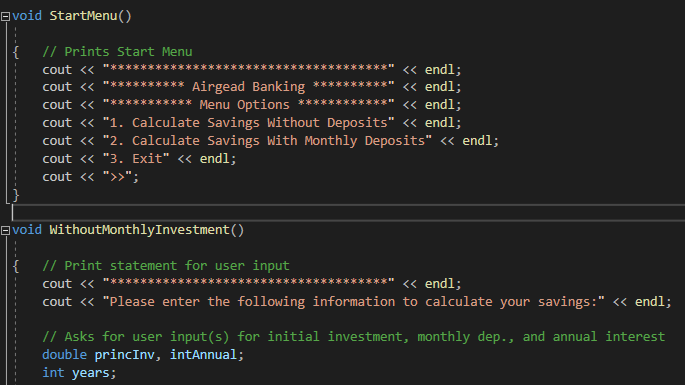 void StartMenu()
{ // Prints Start Menu
cout << "*************************************" << endl;
cout << "********** Airgead Banking **********" << endl;
cout << "*********** Menu Options ************" << endl;
cout << "1. Calculate Savings Without Deposits" << endl;
cout << "2. Calculate Savings With Monthly Deposits" << endl;
cout << "3. Exit" << endl;
cout << ">>";
}
void WithoutMonthlyInvestment()
{ // Print statement for user input
cout << "*************************************" << endl;
cout << "Please enter the following information to calculate your savings:" << endl;
// Asks for user input(s) for initial investment, monthly dep., and annual interest
double princInv, intAnnual;
int years;